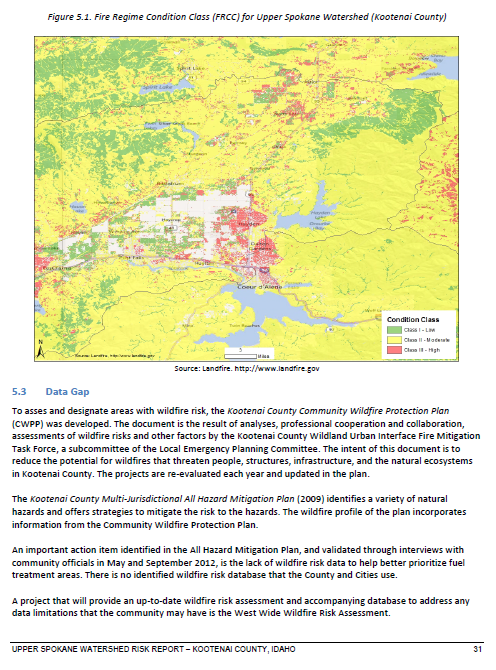 Figure 5.1. Fire Regime Condition Class (FRCC) for Upper Spokane Watershed (Kootenai County)
Spirit Lake
Hayden
Coeur d'Alene
Condition Class
Class I - Low
Class II - Moderate
Class III - High
N
Source: Landfire, http://www.landfire.gov
3
Miles
Source: Landfire. http://www.landfire.gov
5.3 Data Gap
To asses and designate areas with wildfire risk, the Kootenai County Community Wildfire Protection Plan
(CWPP) was developed. The document is the result of analyses, professional cooperation and collaboration,
assessments of wildfire risks and other factors by the Kootenai County Wildland Urban Interface Fire Mitigation
Task Force, a subcommittee of the Local Emergency Planning Committee. The intent of this document is to
reduce the potential for wildfires that threaten people, structures, infrastructure, and the natural ecosystems
in Kootenai County. The projects are re-evaluated each year and updated in the plan.
The Kootenai County Multi-Jurisdictional All Hazard Mitigation Plan (2009) identifies a variety of natural
hazards and offers strategies to mitigate the risk to the hazards. The wildfire profile of the plan incorporates
information from the Community Wildfire Protection Plan.
An important action item identified in the All Hazard Mitigation Plan, and validated through interviews with
community officials in May and September 2012, is the lack of wildfire risk data to help better prioritize fuel
treatment areas. There is no identified wildfire risk database that the County and Cities use.
A project that will provide an up-to-date wildfire risk assessment and accompanying database to address any
data limitations that the community may have is the West Wide Wildfire Risk Assessment.
UPPER SPOKANE WATERSHED RISK REPORT – KOOTENAI COUNTY, IDAHO 31